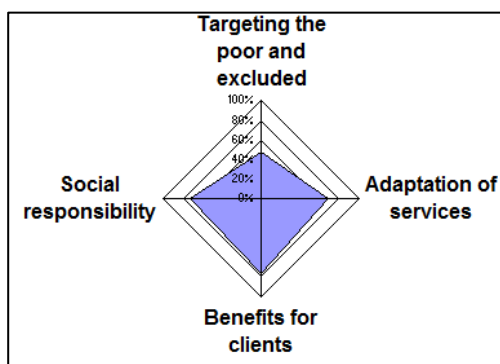 Targeting the
poor and
excluded
100%
80%
60%
40%
20%
0%
Social
responsibility
Adaptation of
services
Benefits for
clients